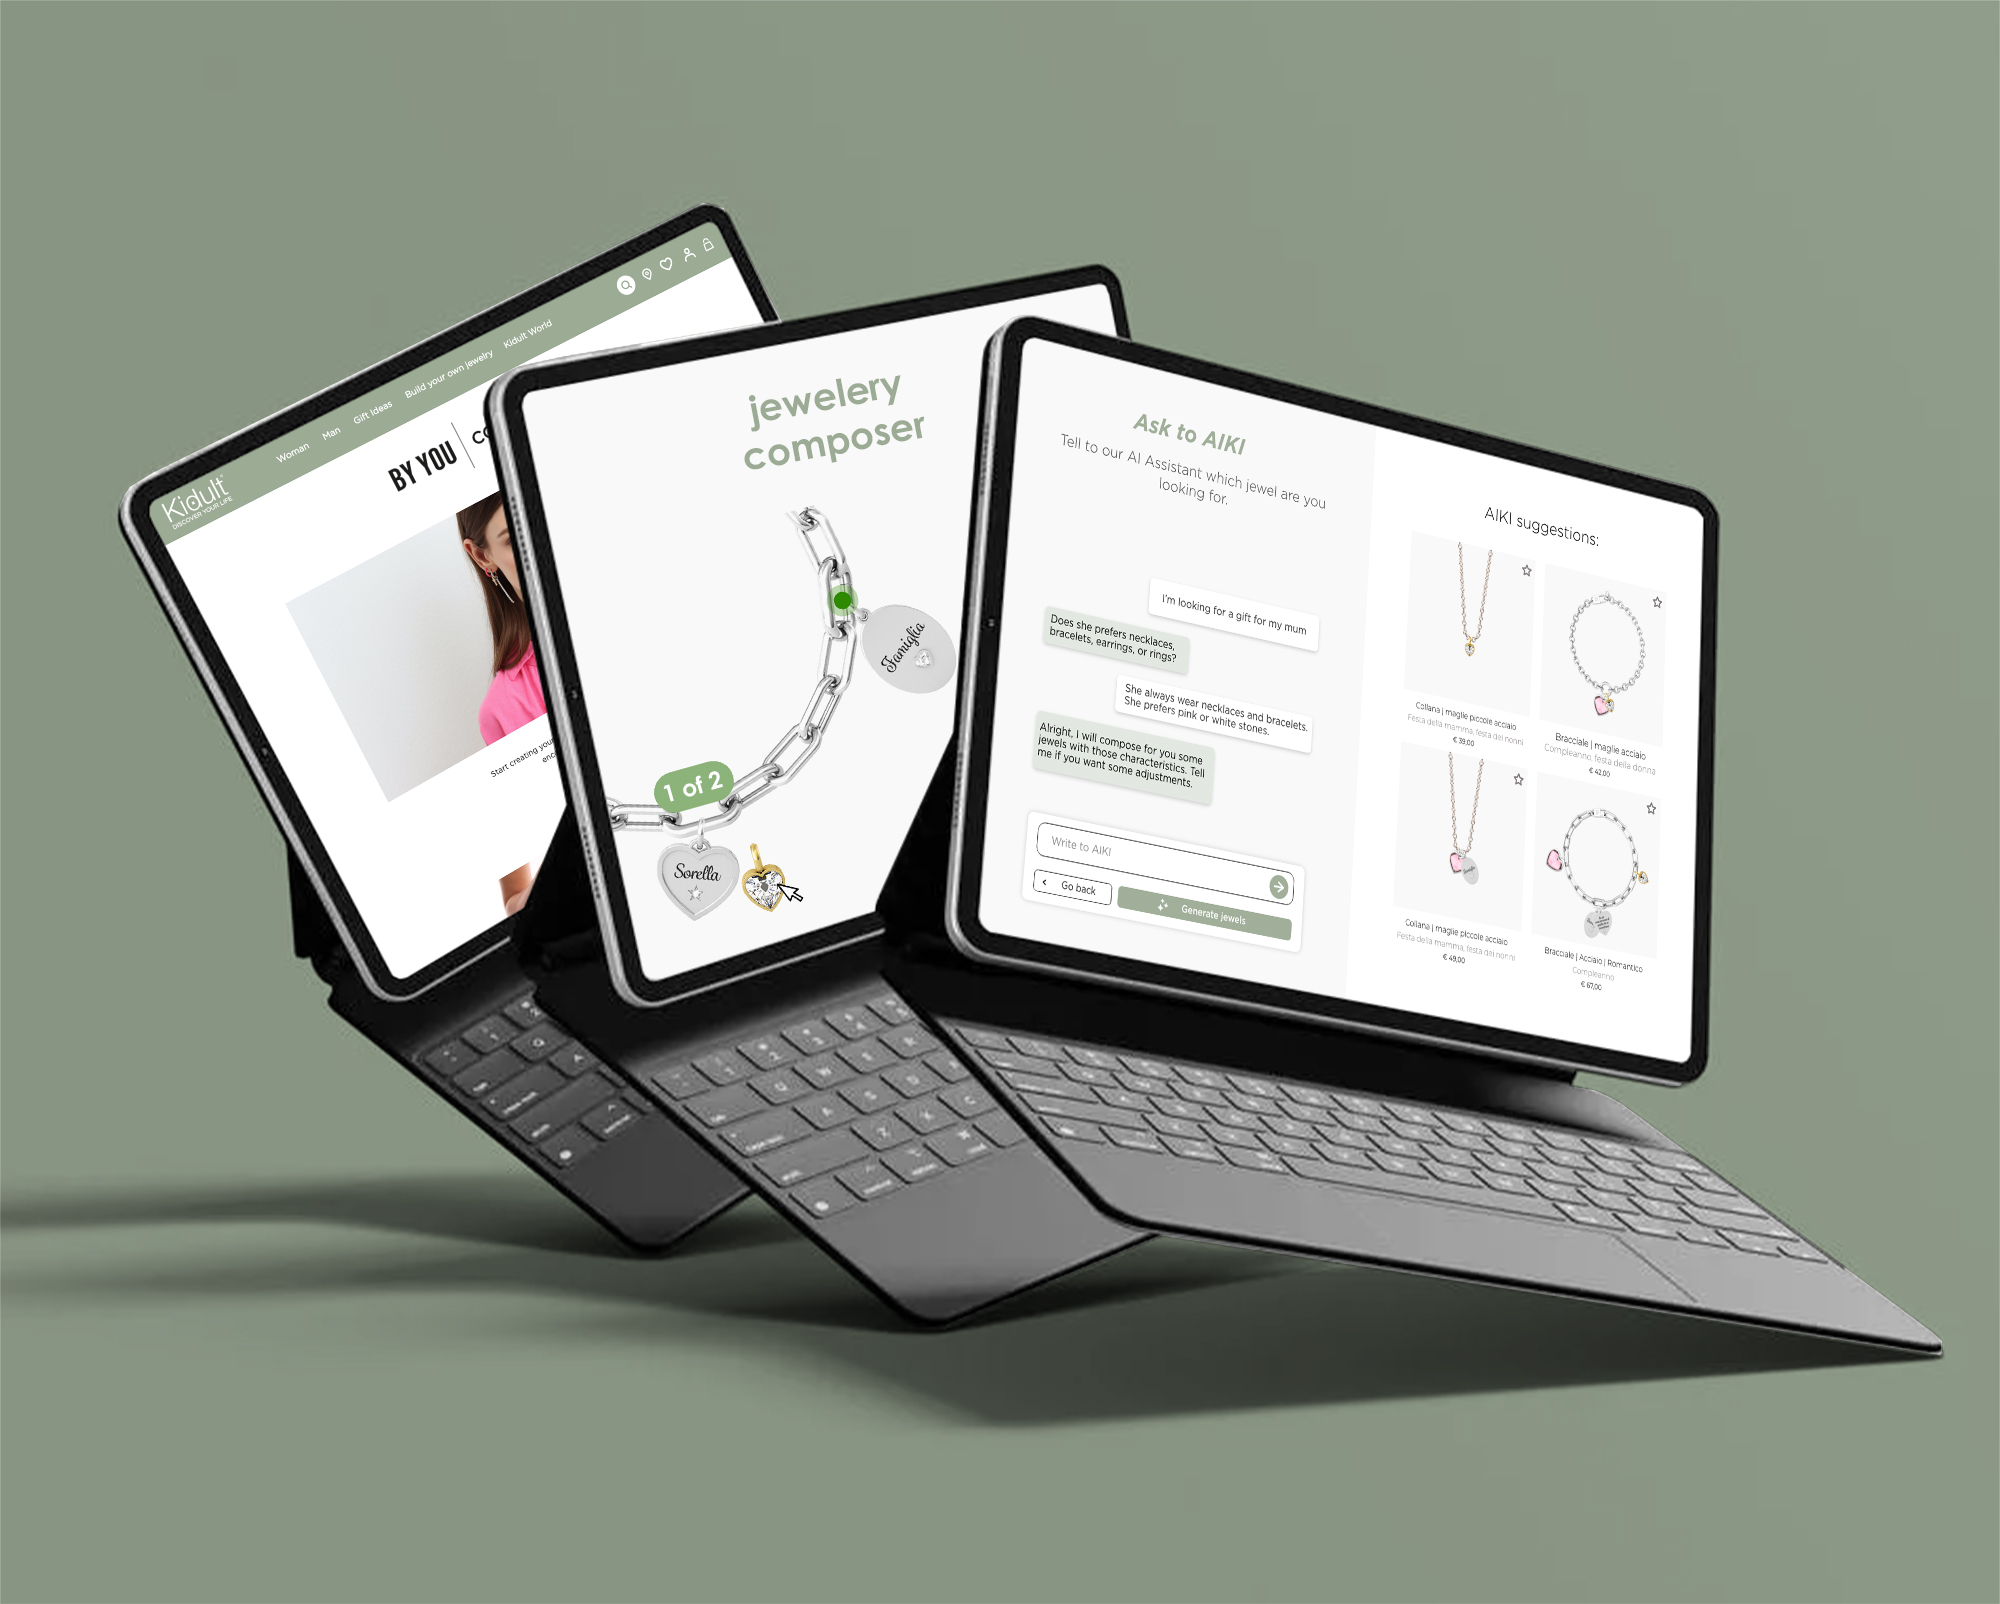 Kidult
DISCOVER YOUR LIFE
Woman
Man
Gift Ideas
Build your own jewelry
Kidult World
BY YOU
Start creating your
jewelery
composer
Famiglia
1 of 2
Sorella
Ask to AIKI
Tell to our AI Assistant which jewel are you
looking for.
I'm looking for a gift for my mum
Does she prefers necklaces,
bracelets, earrings, or rings?
She always wear necklaces and bracelets.
She prefers pink or white stones.
Alright, I will compose for you some
jewels with those characteristics. Tell
me if you want some adjustments.
Write to AIKI
Go back
Generate jewels
AIKI suggestions:
Collana | maglie piccole acciaio
Festa della mamma, festa dei nonni
€ 39,00
Bracciale | maglie acciaio
Compleanno, festa della donna
€ 42,00
Collana | maglie piccole acciaio
Festa della mamma, festa dei nonni
€ 49,00
Bracciale | Acciaio | Romantico
Compleanno
€ 67,00